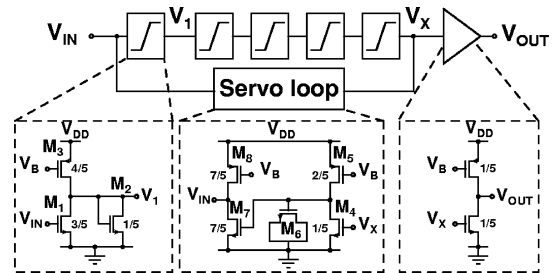 V_IN V_1 V_X V_OUT
Servo loop
V_DD V_DD V_DD
M_3 M_8 M_5
V_B 4/5 M_2 7/5 V_B 2/5 V_B V_B 1/5
M_1 V_1 V_IN M_7 M_4 V_OUT
V_IN 3/5 1/5 7/5 M_6 1/5 V_X V_X 1/5